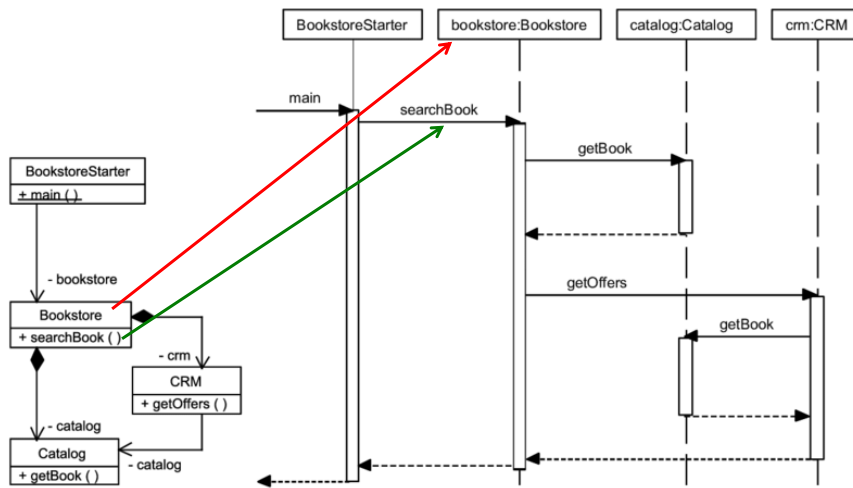 BookstoreStarter
bookstore:Bookstore
catalog:Catalog
crm:CRM
main
searchBook
getBook
getOffers
getBook
BookstoreStarter
+ main ( )
- bookstore
Bookstore
+ searchBook ( )
- crm
CRM
+ getOffers ( )
- catalog
Catalog
- catalog
+ getBook ( )